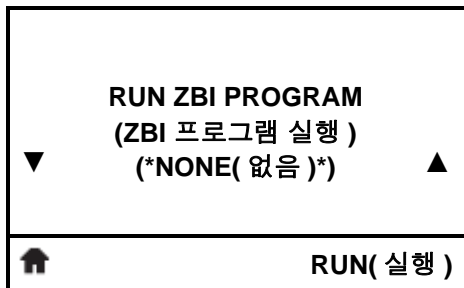 RUN ZBI PROGRAM
(ZBI 프로그램 실행 )
(*NONE( 없음 )*)
▼ ▲
RUN( 실행 )